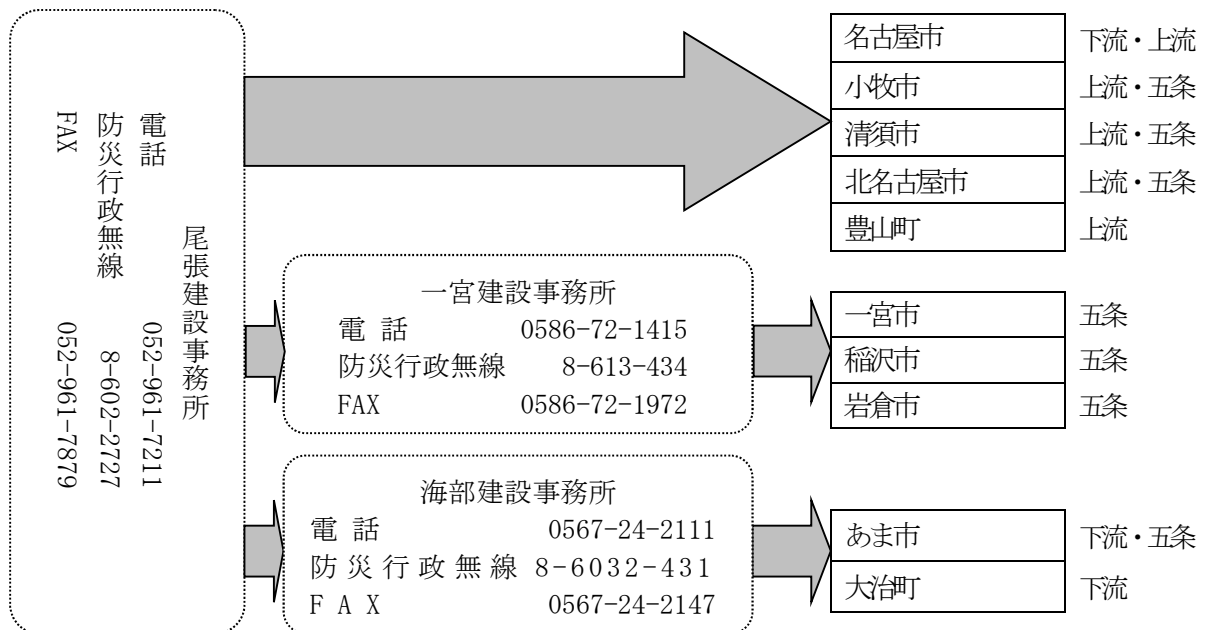 尾張建設事務所
電話 052-961-7211
防災行政無線 8-602-2727
FAX 052-961-7879
名古屋市 下流・上流
小牧市 上流・五条
清須市 上流・五条
北名古屋市 上流・五条
豊山町 上流
一宮建設事務所
電 話 0586-72-1415
防災行政無線 8-613-434
FAX 0586-72-1972
一宮市 五条
稲沢市 五条
岩倉市 五条
海部建設事務所
電 話 0567-24-2111
防災行政無線 8-6032-431
F A X 0567-24-2147
あま市 下流・五条
大治町 下流